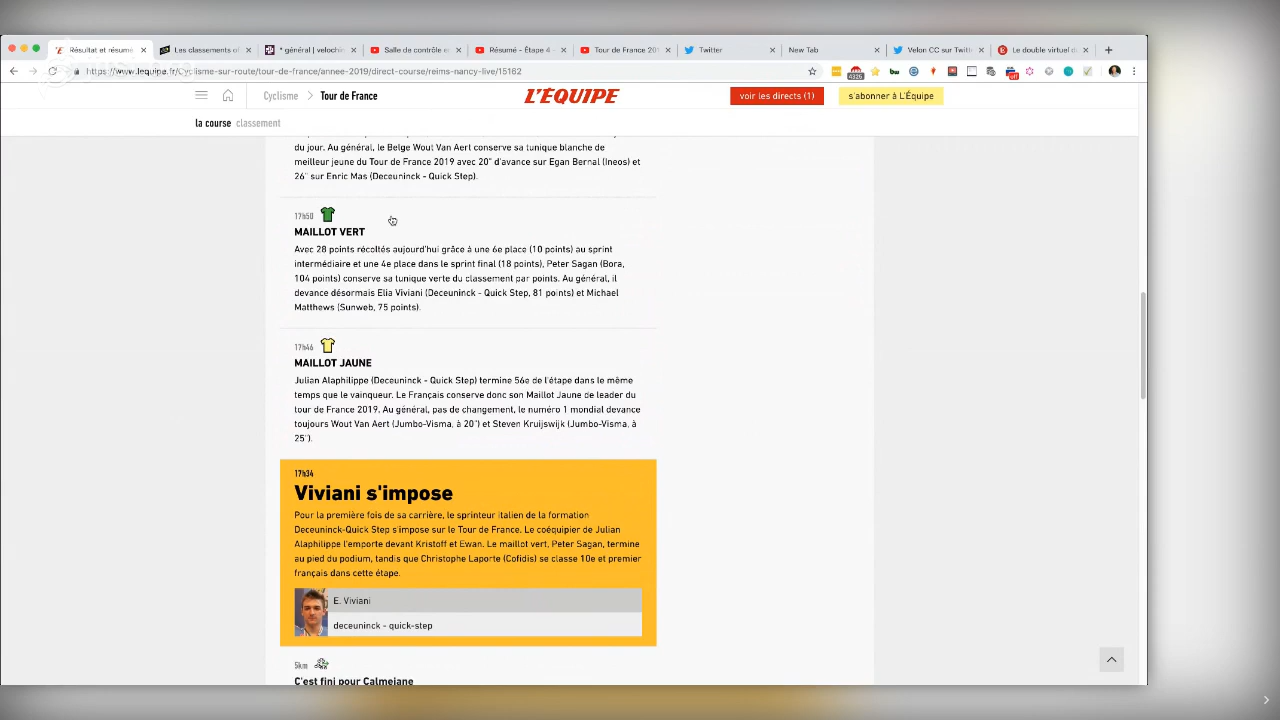 Résultat et résumé
Les classements of
* général | velochin
Salle de contrôle et
Résumé - Étape 4 -
Tour de France 201
Twitter
New Tab
Velon CC sur Twitt
Le double virtuel d
https://www.lequipe.fr/Cyclisme-sur-route/tour-de-france/annee-2019/direct-course/reims-nancy-live/15162
4325
off
Cyclisme > Tour de France
L'ÉQUIPE
voir les directs (1)
s'abonner à L'Équipe
la course classement
du jour. Au général, le Belge Wout Van Aert conserve sa tunique blanche de
meilleur jeune du Tour de France 2019 avec 20" d'avance sur Egan Bernal (Ineos) et
26" sur Enric Mas (Deceuninck - Quick Step).
17h50
MAILLOT VERT
Avec 28 points récoltés aujourd'hui grâce à une 6e place (10 points) au sprint
intermédiaire et une 4e place dans le sprint final (18 points), Peter Sagan (Bora,
104 points) conserve sa tunique verte du classement par points. Au général, il
devance désormais Elia Viviani (Deceuninck - Quick Step, 81 points) et Michael
Matthews (Sunweb, 75 points).
17h46
MAILLOT JAUNE
Julian Alaphilippe (Deceuninck - Quick Step) termine 56e de l'étape dans le même
temps que le vainqueur. Le Français conserve donc son Maillot Jaune de leader du
tour de France 2019. Au général, pas de changement, le numéro 1 mondial devance
toujours Wout Van Aert (Jumbo-Visma, à 20") et Steven Kruijswijk (Jumbo-Visma, à
25").
17h34
Viviani s'impose
Pour la première fois de sa carrière, le sprinteur italien de la formation
Deceuninck-Quick Step s'impose sur le Tour de France. Le coéquipier de Julian
Alaphilippe l'emporte devant Kristoff et Ewan. Le maillot vert, Peter Sagan, termine
au pied du podium, tandis que Christophe Laporte (Cofidis) se classe 10e et premier
français dans cette étape.
E. Viviani
deceuninck - quick-step
5km
C'est fini pour Calmejane